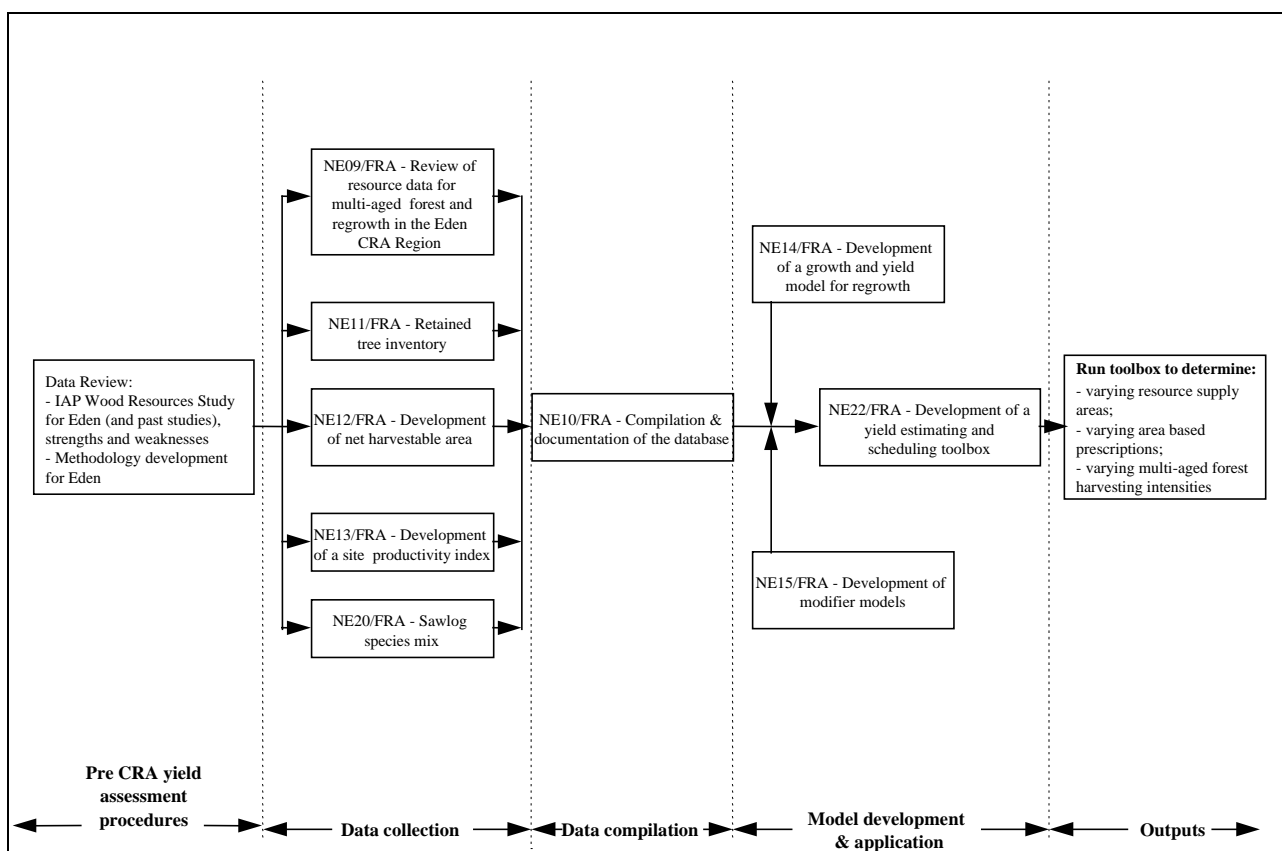 NE09/FRA - Review of
resource data for
multi-aged forest and
regrowth in the Eden
CRA Region
NE11/FRA - Retained
tree inventory
Data Review:
- IAP Wood Resources Study
for Eden (and past studies),
strengths and weaknesses
- Methodology development
for Eden
NE12/FRA - Development
of net harvestable area
NE13/FRA - Development
of a site productivity index
NE20/FRA - Sawlog
species mix
NE10/FRA - Compilation &
documentation of the database
NE14/FRA - Development
of a growth and yield
model for regrowth
NE22/FRA - Development of a
yield estimating and
scheduling toolbox
NE15/FRA - Development of
modifier models
Run toolbox to determine:
- varying resource supply
areas;
- varying area based
prescriptions;
- varying multi-aged forest
harvesting intensities
Pre CRA yield
assessment
procedures
Data collection
Data compilation
Model development
& application
Outputs